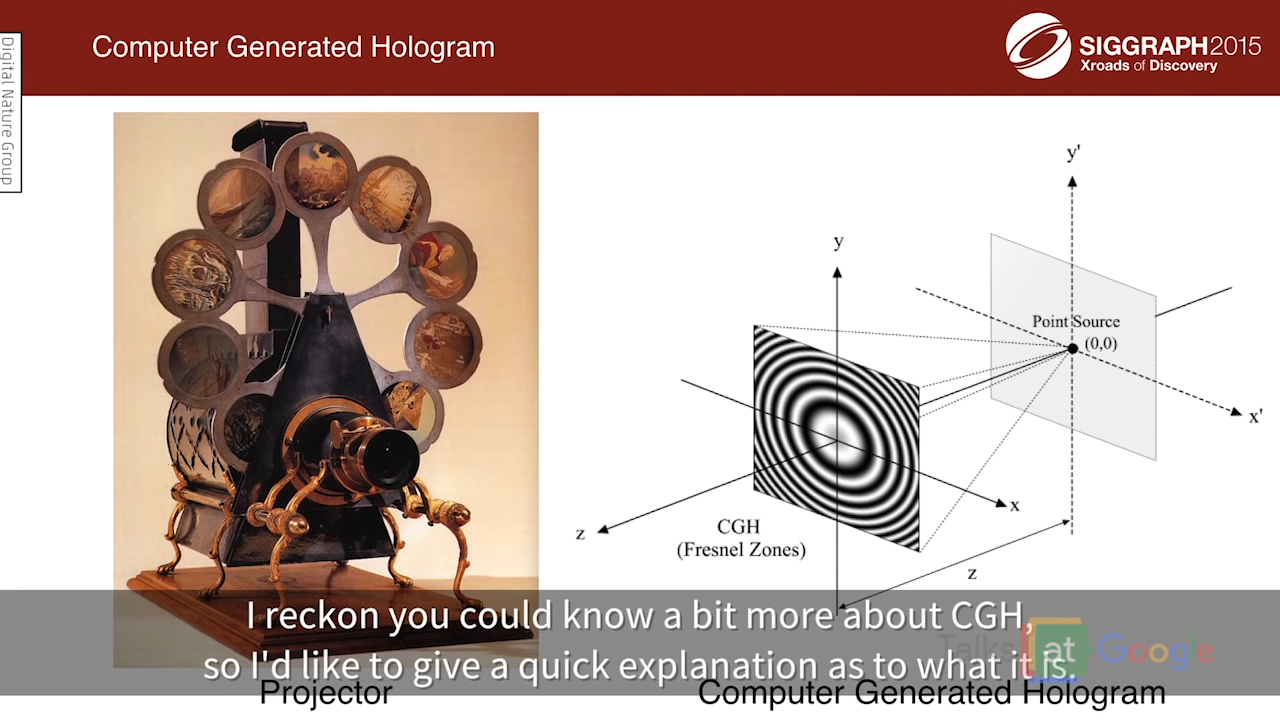 Computer Generated Hologram
SIGGRAPH2015
Xroads of Discovery
Digital Nature Group
y'
y
Point Source
(0,0)
x'
x
z
CGH
(Fresnel Zones)
z
I reckon you could know a bit more about CGH,
so I'd like to give a quick explanation as to what it is.
Talks at Google
Projector
Computer Generated Hologram